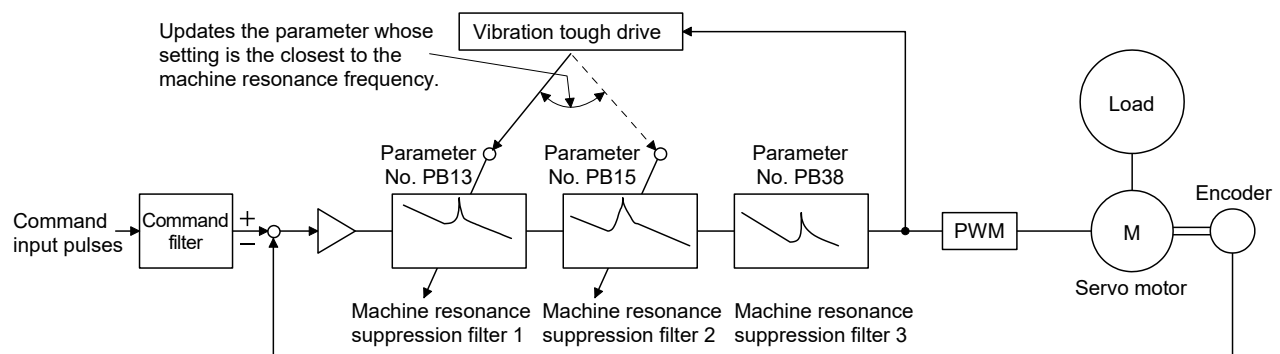 Updates the parameter whose
setting is the closest to the
machine resonance frequency.
Vibration tough drive
Load
Parameter
No. PB13
Parameter
No. PB15
Parameter
No. PB38
Encoder
Command
input pulses
Command
filter
+
−
PWM
M
Servo motor
Machine resonance
suppression filter 1
Machine resonance
suppression filter 2
Machine resonance
suppression filter 3